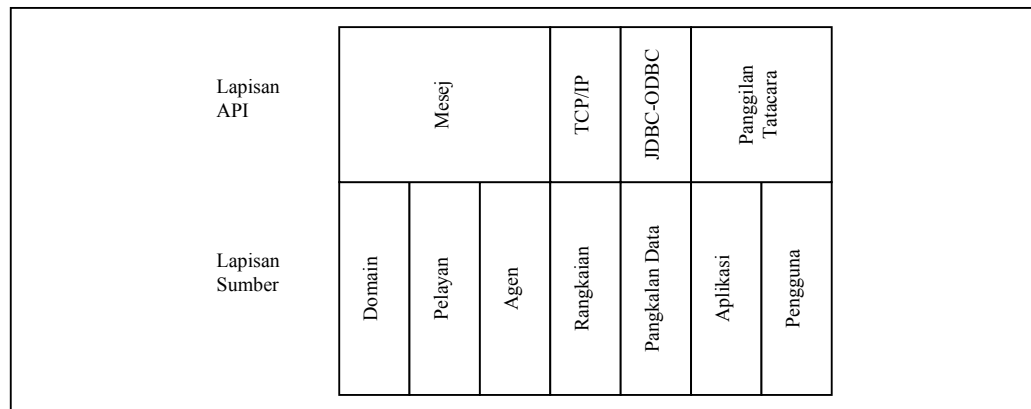 Lapisan
API
Mesej
TCP/IP
JDBC-ODBC
Panggilan
Tatacara
Lapisan
Sumber
Domain
Pelayan
Agen
Rangkaian
Pangkalan Data
Aplikasi
Pengguna